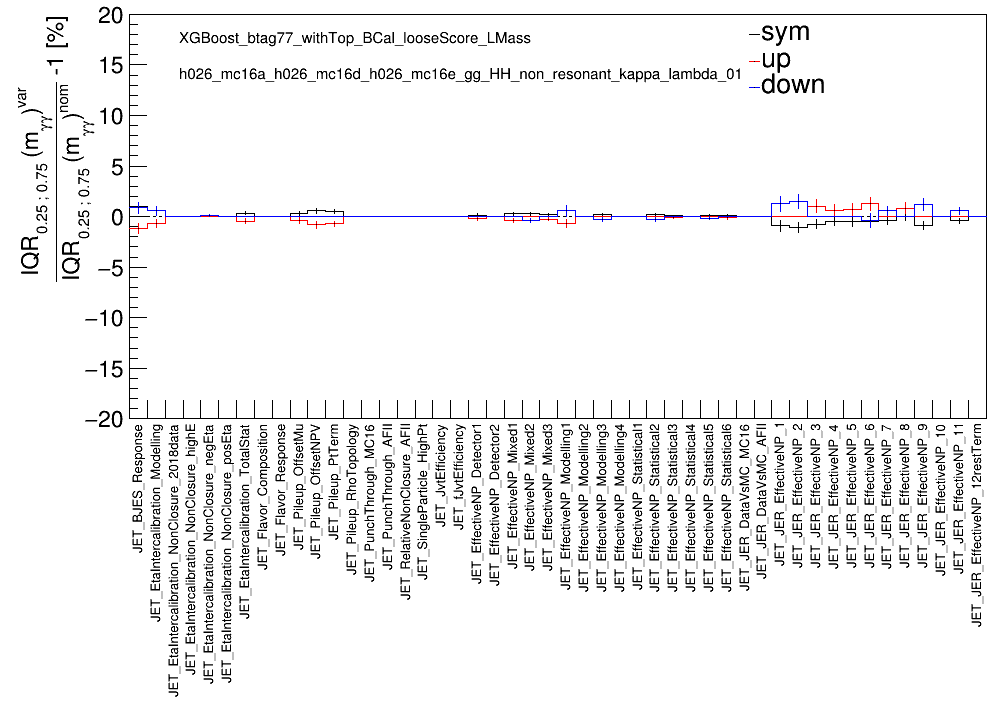 IQR0.25 ; 0.75 (mγγ)var
IQR0.25 ; 0.75 (mγγ)nom -1 [%]
XGBoost_btag77_withTop_BCal_looseScore_LMass
h026_mc16a_h026_mc16d_h026_mc16e_gg_HH_non_resonant_kappa_lambda_01
sym
up
down
20
15
10
5
0
−5
−10
−15
−20
JET_BJES_Response
JET_EtaIntercalibration_Modelling
JET_EtaIntercalibration_NonClosure_2018data
JET_EtaIntercalibration_NonClosure_highE
JET_EtaIntercalibration_NonClosure_negEta
JET_EtaIntercalibration_NonClosure_posEta
JET_EtaIntercalibration_TotalStat
JET_Flavor_Composition
JET_Flavor_Response
JET_Pileup_OffsetMu
JET_Pileup_OffsetNPV
JET_Pileup_PtTerm
JET_Pileup_RhoTopology
JET_PunchThrough_MC16
JET_PunchThrough_AFII
JET_RelativeNonClosure_AFII
JET_SingleParticle_HighPt
JET_JvtEfficiency
JET_fJvtEfficiency
JET_EffectiveNP_Detector1
JET_EffectiveNP_Detector2
JET_EffectiveNP_Mixed1
JET_EffectiveNP_Mixed2
JET_EffectiveNP_Mixed3
JET_EffectiveNP_Modelling1
JET_EffectiveNP_Modelling2
JET_EffectiveNP_Modelling3
JET_EffectiveNP_Modelling4
JET_EffectiveNP_Statistical1
JET_EffectiveNP_Statistical2
JET_EffectiveNP_Statistical3
JET_EffectiveNP_Statistical4
JET_EffectiveNP_Statistical5
JET_EffectiveNP_Statistical6
JET_JER_DataVsMC_MC16
JET_JER_DataVsMC_AFII
JET_JER_EffectiveNP_1
JET_JER_EffectiveNP_2
JET_JER_EffectiveNP_3
JET_JER_EffectiveNP_4
JET_JER_EffectiveNP_5
JET_JER_EffectiveNP_6
JET_JER_EffectiveNP_7
JET_JER_EffectiveNP_8
JET_JER_EffectiveNP_9
JET_JER_EffectiveNP_10
JET_JER_EffectiveNP_11
JET_JER_EffectiveNP_12restTerm